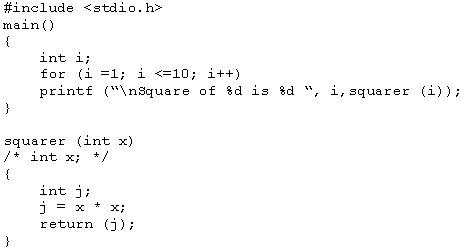 #include <stdio.h>
main()
{
int i;
for (i =1; i <=10; i++)
printf (“\nSquare of %d is %d “, i,squarer (i));
}
squarer (int x)
/* int x; */
{
int j;
j = x * x;
return (j);
}